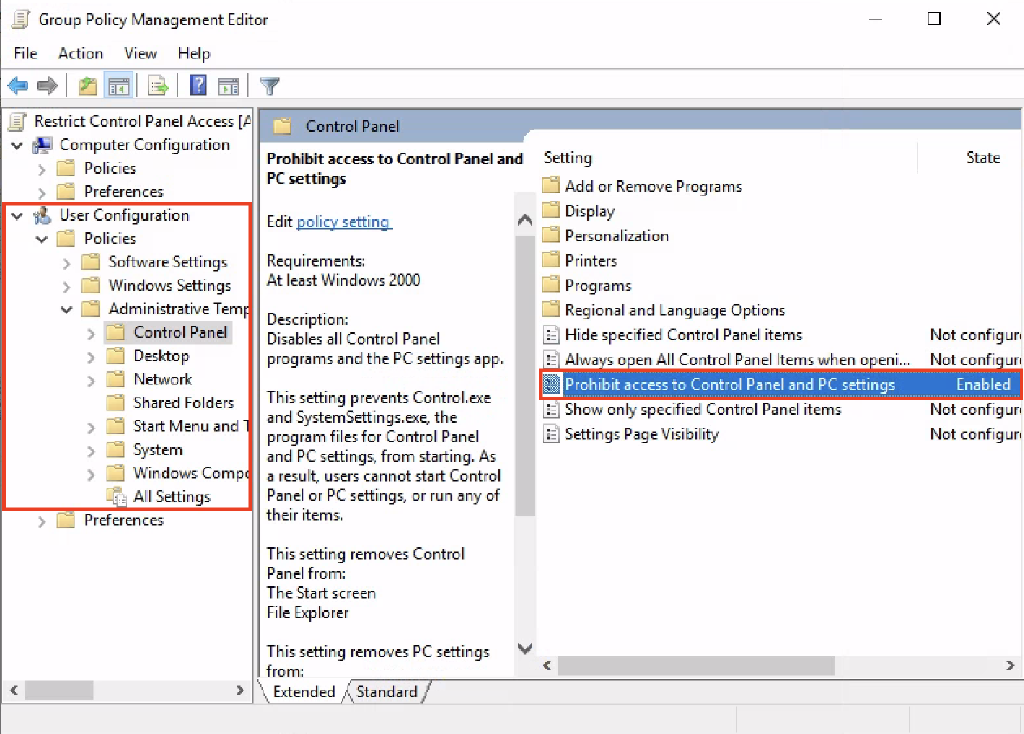 Group Policy Management Editor
File Action View Help
Restrict Control Panel Access [A
Computer Configuration
Policies
Preferences
User Configuration
Policies
Software Settings
Windows Settings
Administrative Temp
Control Panel
Desktop
Network
Shared Folders
Start Menu and T
System
Windows Compo
All Settings
Preferences
Control Panel
Prohibit access to Control Panel and
PC settings
Edit policy setting
Requirements:
At least Windows 2000
Description:
Disables all Control Panel
programs and the PC settings app.
This setting prevents Control.exe
and SystemSettings.exe, the
program files for Control Panel
and PC settings, from starting. As
a result, users cannot start Control
Panel or PC settings, or run any of
their items.
This setting removes Control
Panel from:
The Start screen
File Explorer
This setting removes PC settings
from:
Setting State
Add or Remove Programs
Display
Personalization
Printers
Programs
Regional and Language Options
Hide specified Control Panel items Not configur
Always open All Control Panel Items when openi... Not configur
Prohibit access to Control Panel and PC settings Enabled
Show only specified Control Panel items Not configur
Settings Page Visibility Not configur
Extended Standard